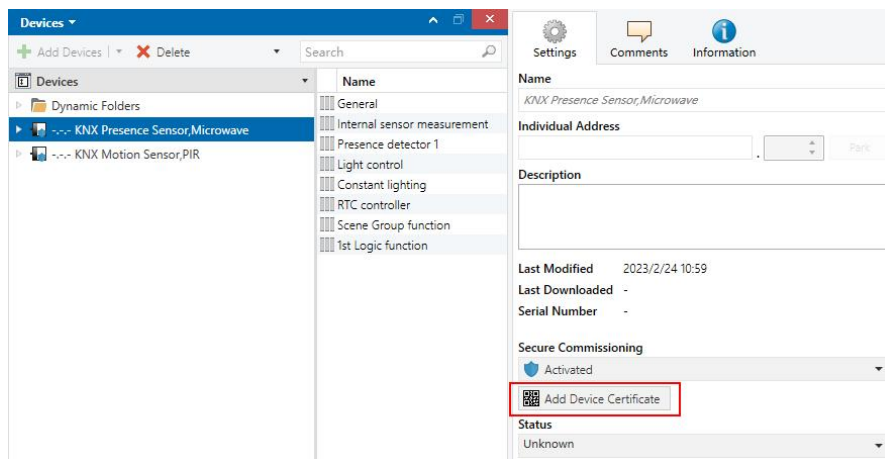 Devices
Add Devices
Delete
Search
Devices
Dynamic Folders
-.-.- KNX Presence Sensor,Microwave
-.-.- KNX Motion Sensor,PIR
Name
General
Internal sensor measurement
Presence detector 1
Light control
Constant lighting
RTC controller
Scene Group function
1st Logic function
Settings
Comments
Information
Name
KNX Presence Sensor,Microwave
Individual Address
. Park
Description
Last Modified 2023/2/24 10:59
Last Downloaded -
Serial Number -
Secure Commissioning
Activated
Add Device Certificate
Status
Unknown